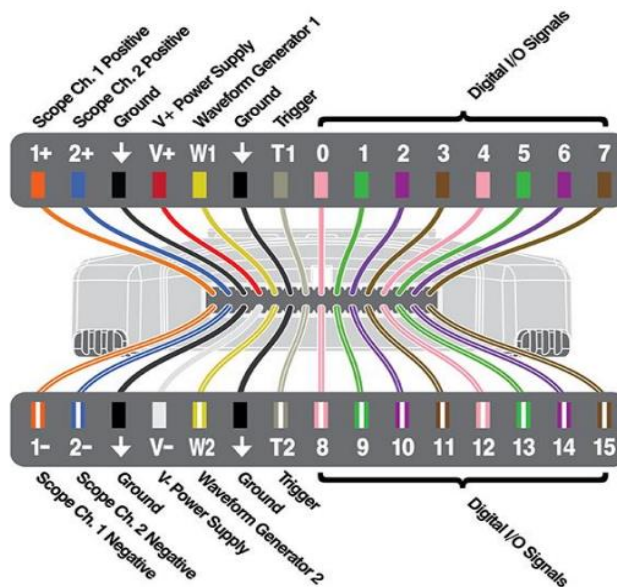 Scope Ch. 1 Positive
Scope Ch. 2 Positive
Ground
V+ Power Supply
Waveform Generator 1
Ground
Trigger
Digital I/O Signals
1+ 2+ ↓ V+ W1 ↓ T1 0 1 2 3 4 5 6 7
1− 2− ↓ V− W2 ↓ T2 8 9 10 11 12 13 14 15
Scope Ch. 1 Negative
Scope Ch. 2 Negative
Ground
V- Power Supply
Waveform Generator 2
Ground
Trigger
Digital I/O Signals